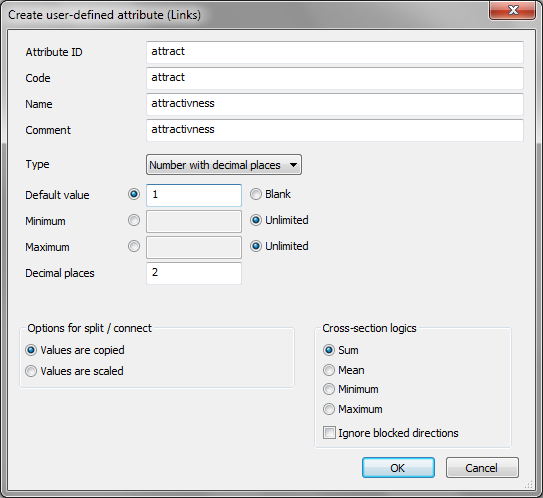 Create user-defined attribute (Links)
Attribute ID attract
Code attract
Name attractivness
Comment attractivness
Type Number with decimal places
Default value 1 Blank
Minimum Unlimited
Maximum Unlimited
Decimal places 2
Options for split / connect
Values are copied
Values are scaled
Cross-section logics
Sum
Mean
Minimum
Maximum
Ignore blocked directions
OK Cancel